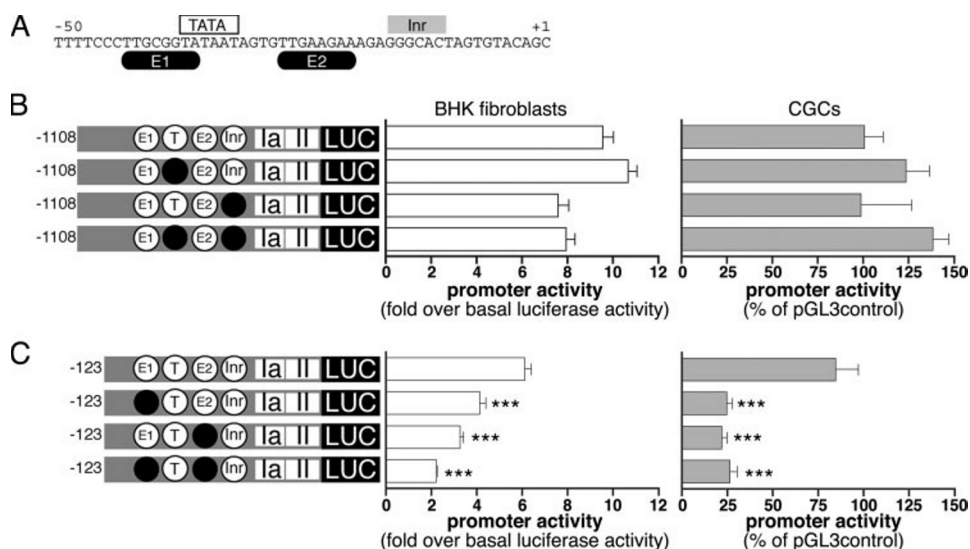 A
-50 TATA Inr +1
TTTTCCCTTGCGGTATAATAGTGTTGAAGAAAGAGGGCACTAGTGTACAGC
E1 E2
B
BHK fibroblasts CGCs
-1108 E1 T E2 Inr Ia II LUC
-1108 E1 E2 Inr Ia II LUC
-1108 E1 T E2 Ia II LUC
-1108 E1 E2 Ia II LUC
0 2 4 6 8 10 12 0 25 50 75 100 125 150
promoter activity promoter activity
(fold over basal luciferase activity) (% of pGL3control)
C
-123 E1 T E2 Inr Ia II LUC
-123 T E2 Inr Ia II LUC *** ***
-123 E1 T Inr Ia II LUC *** ***
-123 T Inr Ia II LUC *** ***
0 2 4 6 8 10 12 0 25 50 75 100 125 150
promoter activity promoter activity
(fold over basal luciferase activity) (% of pGL3control)